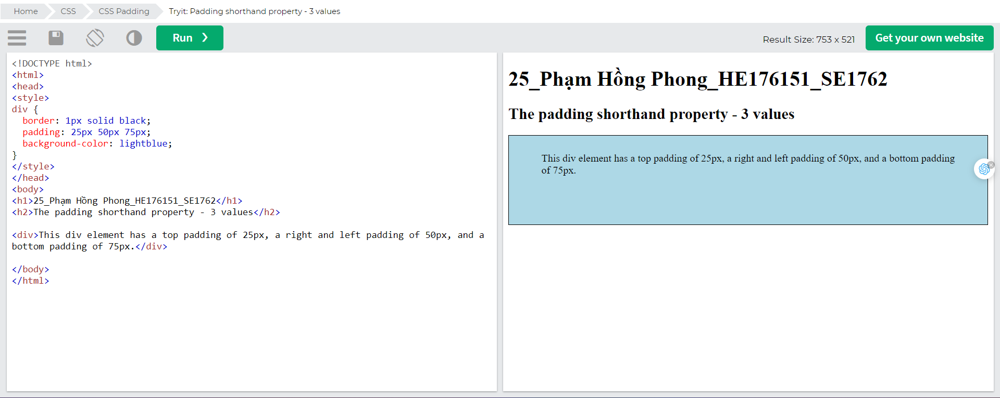 Home CSS CSS Padding Tryit: Padding shorthand property - 3 values
Run ❯ Result Size: 753 x 521 Get your own website
<!DOCTYPE html>
<html>
<head>
<style>
div {
  border: 1px solid black;
  padding: 25px 50px 75px;
  background-color: lightblue;
}
</style>
</head>
<body>
<h1>25_Phạm Hồng Phong_HE176151_SE1762</h1>
<h2>The padding shorthand property - 3 values</h2>
<div>This div element has a top padding of 25px, a right and left padding of 50px, and a
bottom padding of 75px.</div>
</body>
</html>
25_Phạm Hồng Phong_HE176151_SE1762
The padding shorthand property - 3 values
This div element has a top padding of 25px, a right and left padding of 50px, and a bottom padding
of 75px.